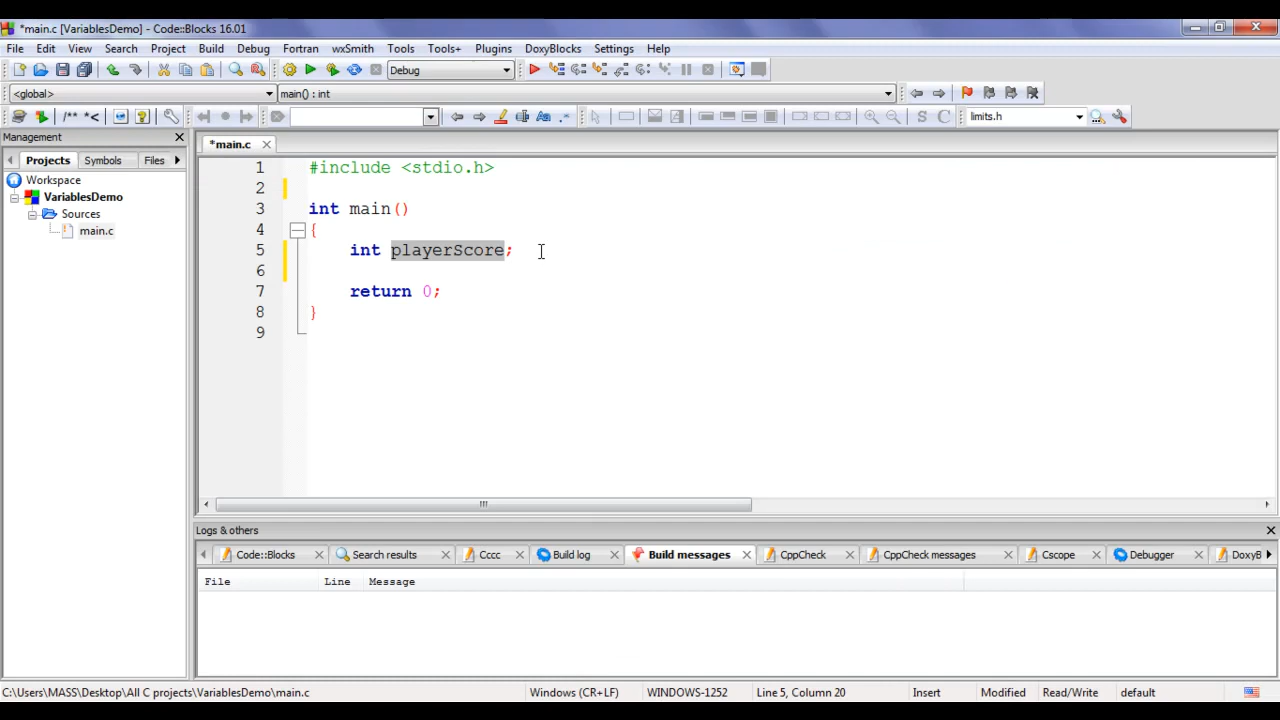 *main.c [VariablesDemo] - Code::Blocks 16.01
File Edit View Search Project Build Debug Fortran wxSmith Tools Tools+ Plugins DoxyBlocks Settings Help
Debug
<global> main() : int
/** *< Aa .* S C limits.h
Management
Projects Symbols Files
Workspace
VariablesDemo
Sources
main.c
*main.c
1 #include <stdio.h>
2
3 int main()
4 {
5 int playerScore;
6
7 return 0;
8 }
9
Logs & others
Code::Blocks Search results Cccc Build log Build messages CppCheck CppCheck messages Cscope Debugger DoxyB
File Line Message
C:\Users\MASS\Desktop\All C projects\VariablesDemo\main.c Windows (CR+LF) WINDOWS-1252 Line 5, Column 20 Insert Modified Read/Write default